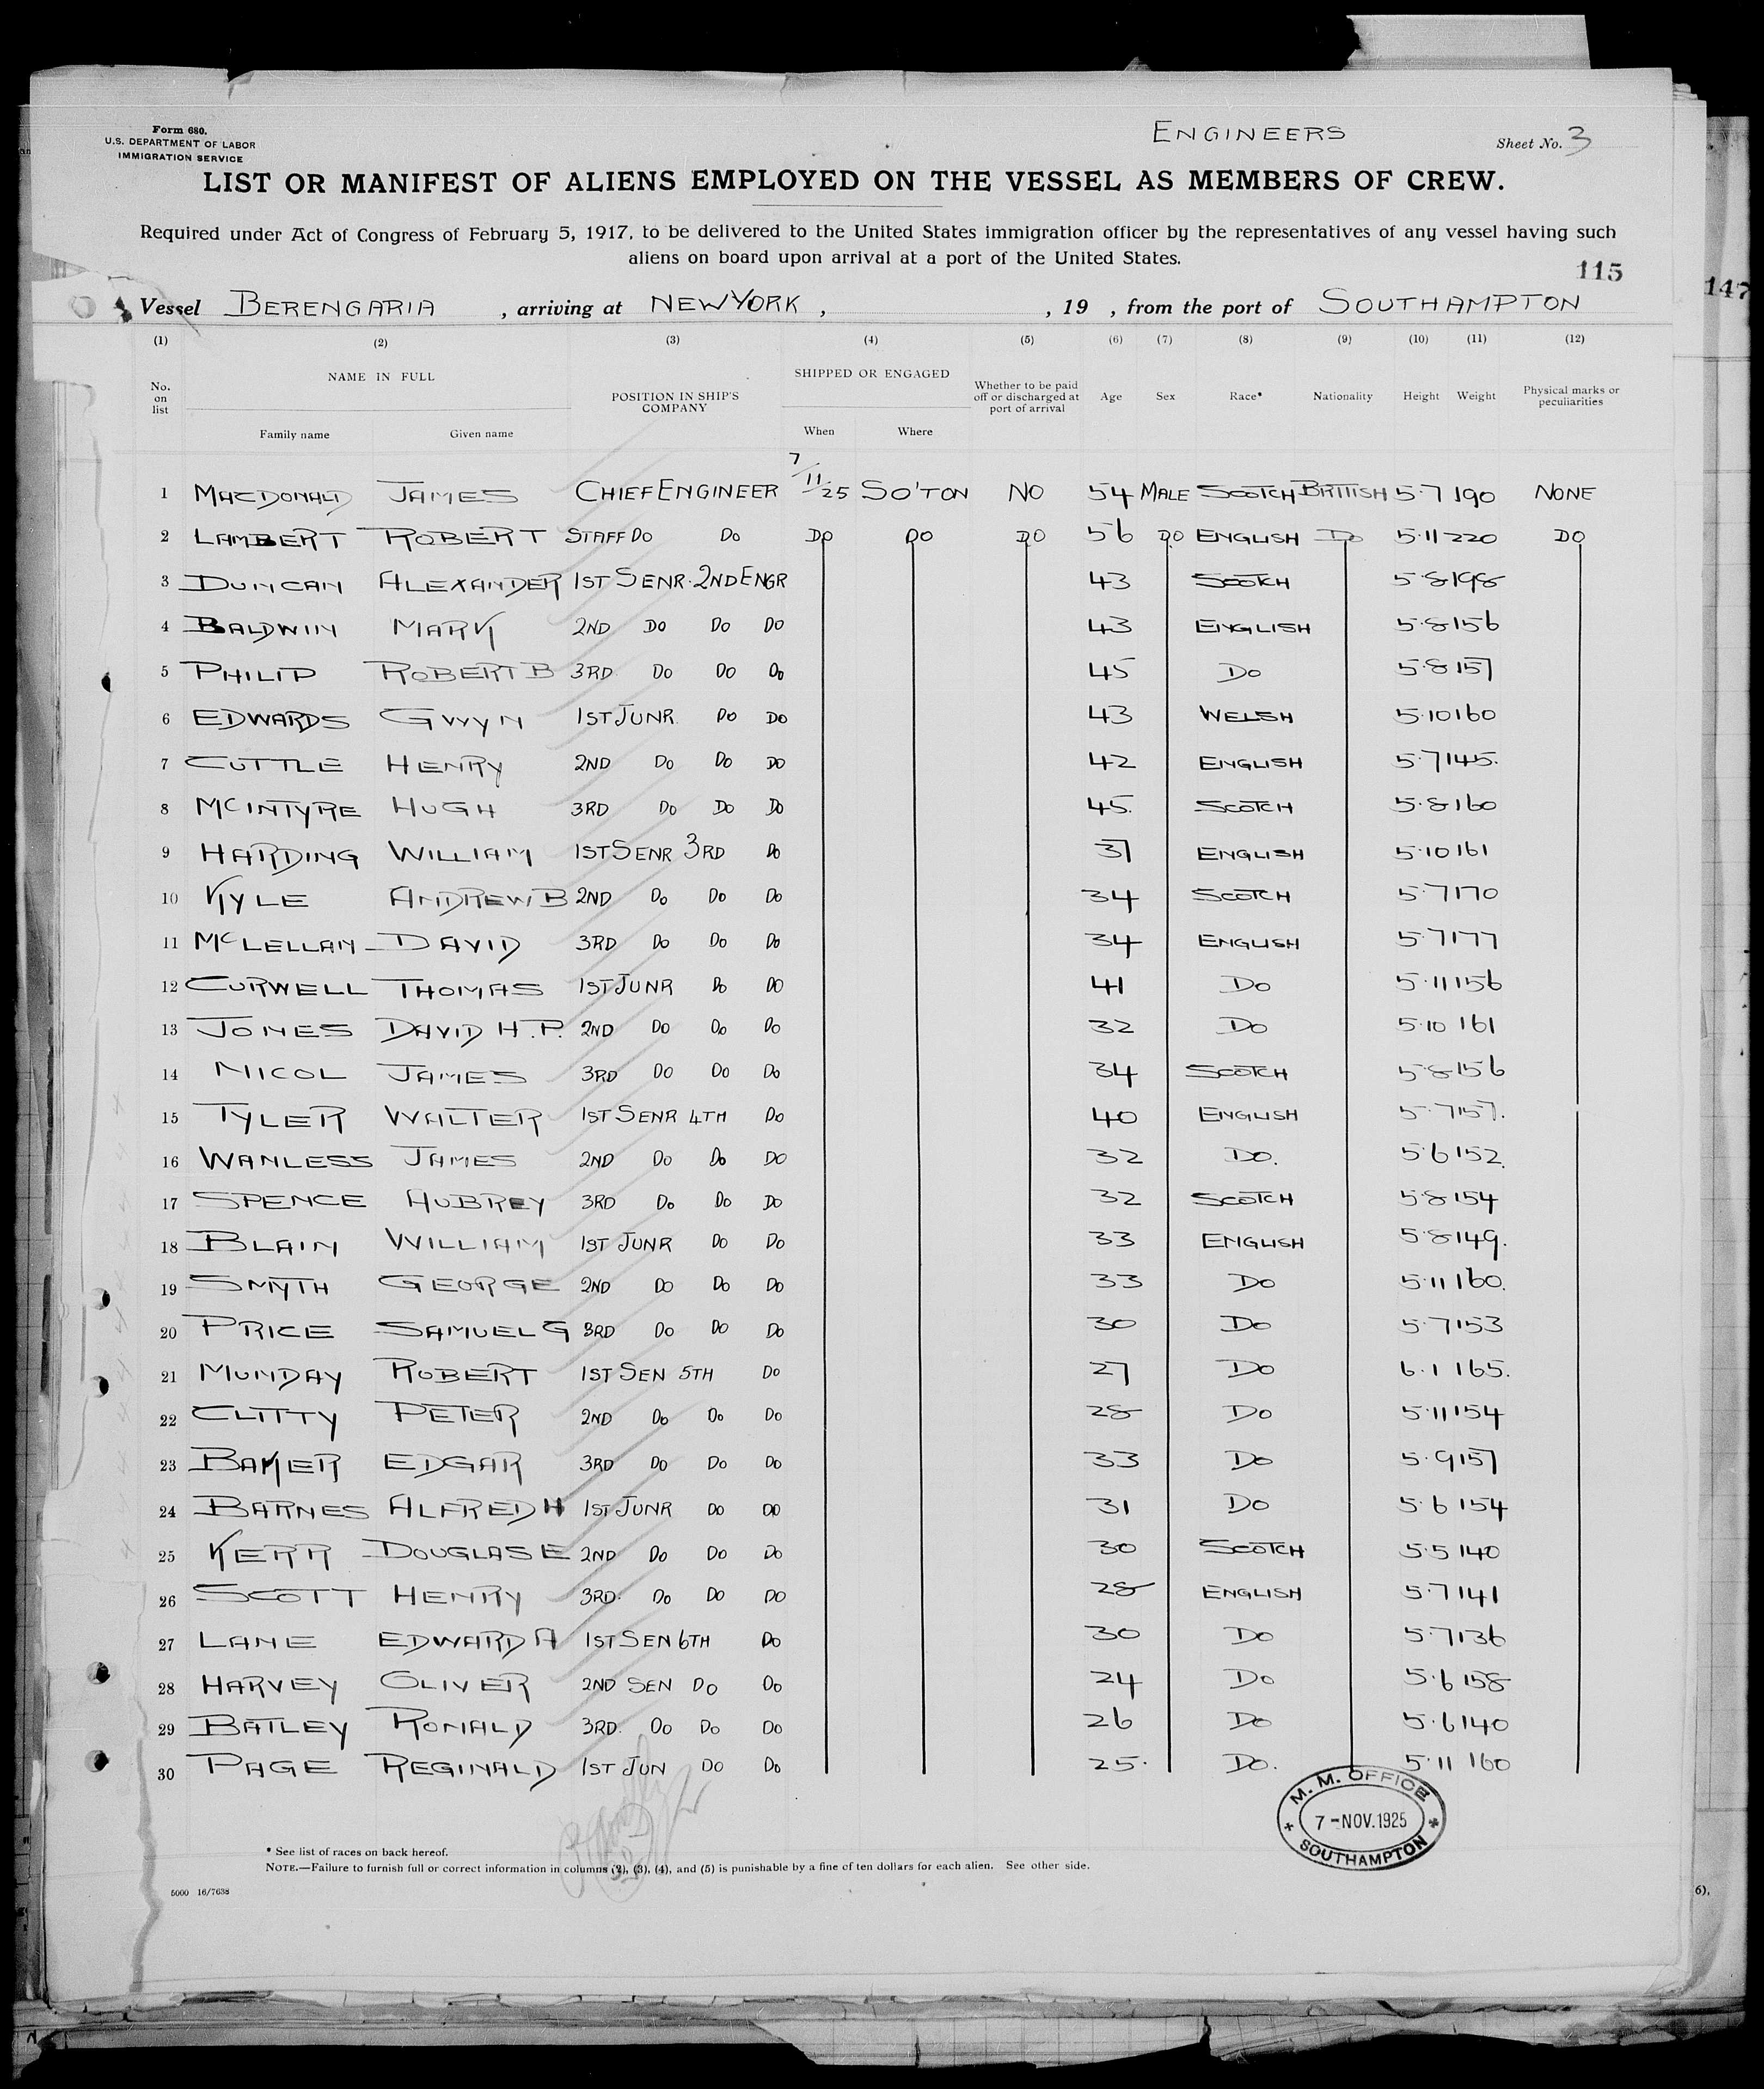 Form 680.
U.S. DEPARTMENT OF LABOR
IMMIGRATION SERVICE
ENGINEERS
Sheet No. 3
LIST OR MANIFEST OF ALIENS EMPLOYED ON THE VESSEL AS MEMBERS OF CREW.
Required under Act of Congress of February 5, 1917, to be delivered to the United States immigration officer by the representatives of any vessel having such
aliens on board upon arrival at a port of the United States.
115
147
Vessel BERENGARIA , arriving at NEW YORK , , 19 , from the port of SOUTHAMPTON
(1) (2) (3) (4) (5) (6) (7) (8) (9) (10) (11) (12)
No. on list NAME IN FULL Family name Given name POSITION IN SHIP'S COMPANY SHIPPED OR ENGAGED When Where Whether to be paid off or discharged at port of arrival Age Sex Race* Nationality Height Weight Physical marks or peculiarities
1 MACDONALD JAMES CHIEF ENGINEER 7/11/25 SO'TON NO 54 MALE SCOTCH BRITISH 5·7 190 NONE
2 LAMBERT ROBERT STAFF DO DO DO DO DO 56 DO ENGLISH DO 5·11 220 DO
3 DUNCAN ALEXANDER 1ST SENR. 2ND ENGR 43 SCOTCH 5·8 198
4 BALDWIN MARK 2ND DO DO DO 43 ENGLISH 5·8 156
5 PHILIP ROBERT B 3RD. DO DO DO 45 DO 5·8 157
6 EDWARDS GWYN 1ST JUNR. DO DO 43 WELSH 5·10 160
7 CUTTLE HENRY 2ND DO DO DO 42 ENGLISH 5·7 145.
8 MCINTYRE HUGH 3RD DO DO DO 45. SCOTCH 5·8 160
9 HARDING WILLIAM 1ST SENR 3RD DO 37 ENGLISH 5·10 161
10 KYLE ANDREW B 2ND DO DO DO 34 SCOTCH 5·7 170
11 MCLELLAN DAVID 3RD DO DO DO 34 ENGLISH 5·7 177
12 CURWELL THOMAS 1ST JUNR DO DO 41 DO 5·11 156
13 JONES DAVID H.P. 2ND DO DO DO 32 DO 5·10 161
14 NICOL JAMES 3RD DO DO DO 34 SCOTCH 5·8 156
15 TYLER WALTER 1ST SENR 4TH DO 40 ENGLISH 5·7 157.
16 WANLESS JAMES 2ND DO DO DO 32 DO. 5·6 152.
17 SPENCE AUBREY 3RD DO DO DO 32 SCOTCH 5·8 154
18 BLAIN WILLIAM 1ST JUNR DO DO 33 ENGLISH 5·8 149.
19 SMYTH GEORGE 2ND DO DO DO 33 DO 5·11 160.
20 PRICE SAMUEL G 3RD DO DO DO 30 DO 5·7 153
21 MUNDAY ROBERT 1ST SEN 5TH DO 27 DO 6·1 165.
22 CLITTY PETER 2ND DO DO DO 28 DO 5·11 154
23 BAKER EDGAR 3RD DO DO DO 33 DO 5·9 157
24 BARNES ALFRED H 1ST JUNR DO DO 31 DO 5·6 154
25 KERR DOUGLAS E 2ND DO DO DO 30 SCOTCH 5·5 140
26 SCOTT HENRY 3RD. DO DO DO 28 ENGLISH 5·7 141
27 LANE EDWARD A 1ST SEN 6TH DO 30 DO 5·7 136
28 HARVEY OLIVER 2ND SEN DO DO 24 DO 5·6 158
29 BATLEY RONALD 3RD. DO DO DO 26 DO 5·6 140
30 PAGE REGINALD 1ST JUN DO DO 25. DO. 5·11 160
M. M. OFFICE
7 -NOV. 1925
SOUTHAMPTON
* See list of races on back hereof.
NOTE.—Failure to furnish full or correct information in columns (2), (3), (4), and (5) is punishable by a fine of ten dollars for each alien. See other side.
5000 16/7638
6),